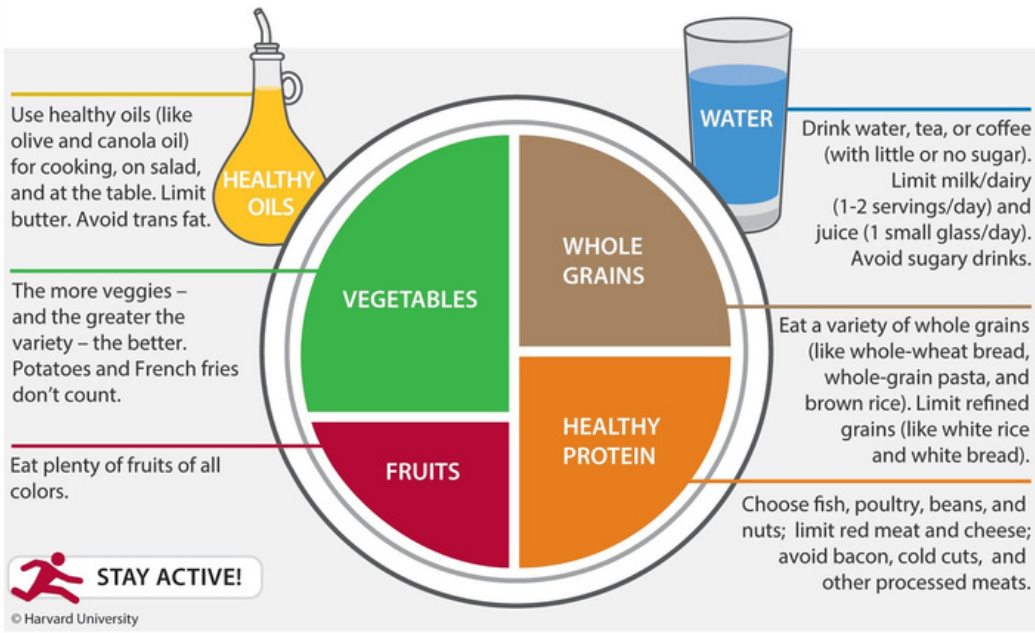 Use healthy oils (like
olive and canola oil)
for cooking, on salad,
and at the table. Limit
butter. Avoid trans fat.
HEALTHY
OILS
The more veggies –
and the greater the
variety – the better.
Potatoes and French fries
don’t count.
Eat plenty of fruits of all
colors.
VEGETABLES
FRUITS
WHOLE
GRAINS
HEALTHY
PROTEIN
WATER
Drink water, tea, or coffee
(with little or no sugar).
Limit milk/dairy
(1-2 servings/day) and
juice (1 small glass/day).
Avoid sugary drinks.
Eat a variety of whole grains
(like whole-wheat bread,
whole-grain pasta, and
brown rice). Limit refined
grains (like white rice
and white bread).
Choose fish, poultry, beans, and
nuts; limit red meat and cheese;
avoid bacon, cold cuts, and
other processed meats.
STAY ACTIVE!
© Harvard University